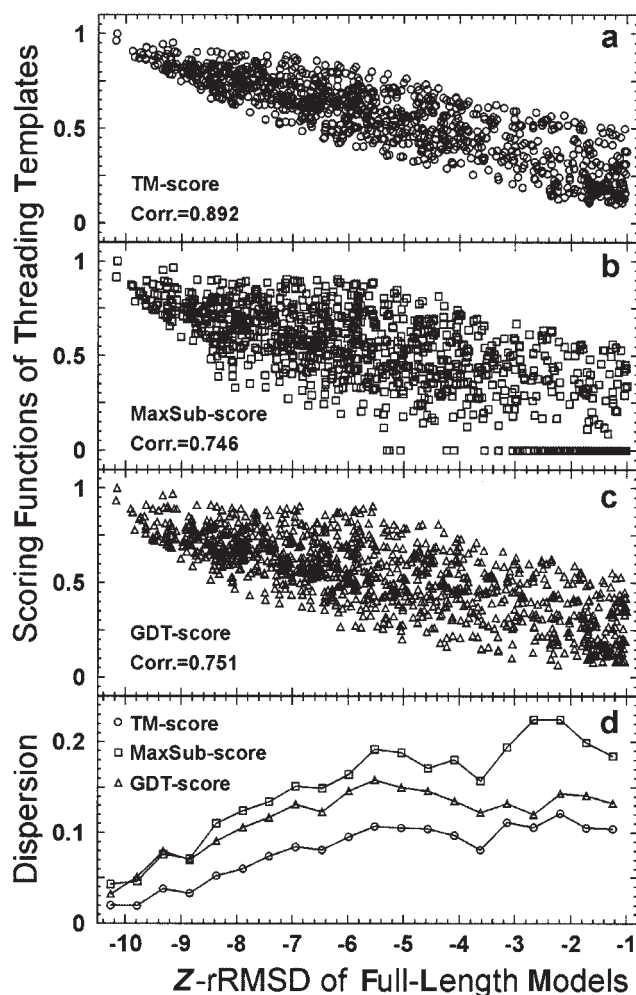 Scoring Functions of Threading Templates
1
0.5
0
a
TM-score
Corr.=0.892
1
0.5
0
b
MaxSub-score
Corr.=0.746
1
0.5
0
c
GDT-score
Corr.=0.751
Dispersion
0.2
0.1
0
d
TM-score
MaxSub-score
GDT-score
-10 -9 -8 -7 -6 -5 -4 -3 -2 -1
Z-rRMSD of Full-Length Models